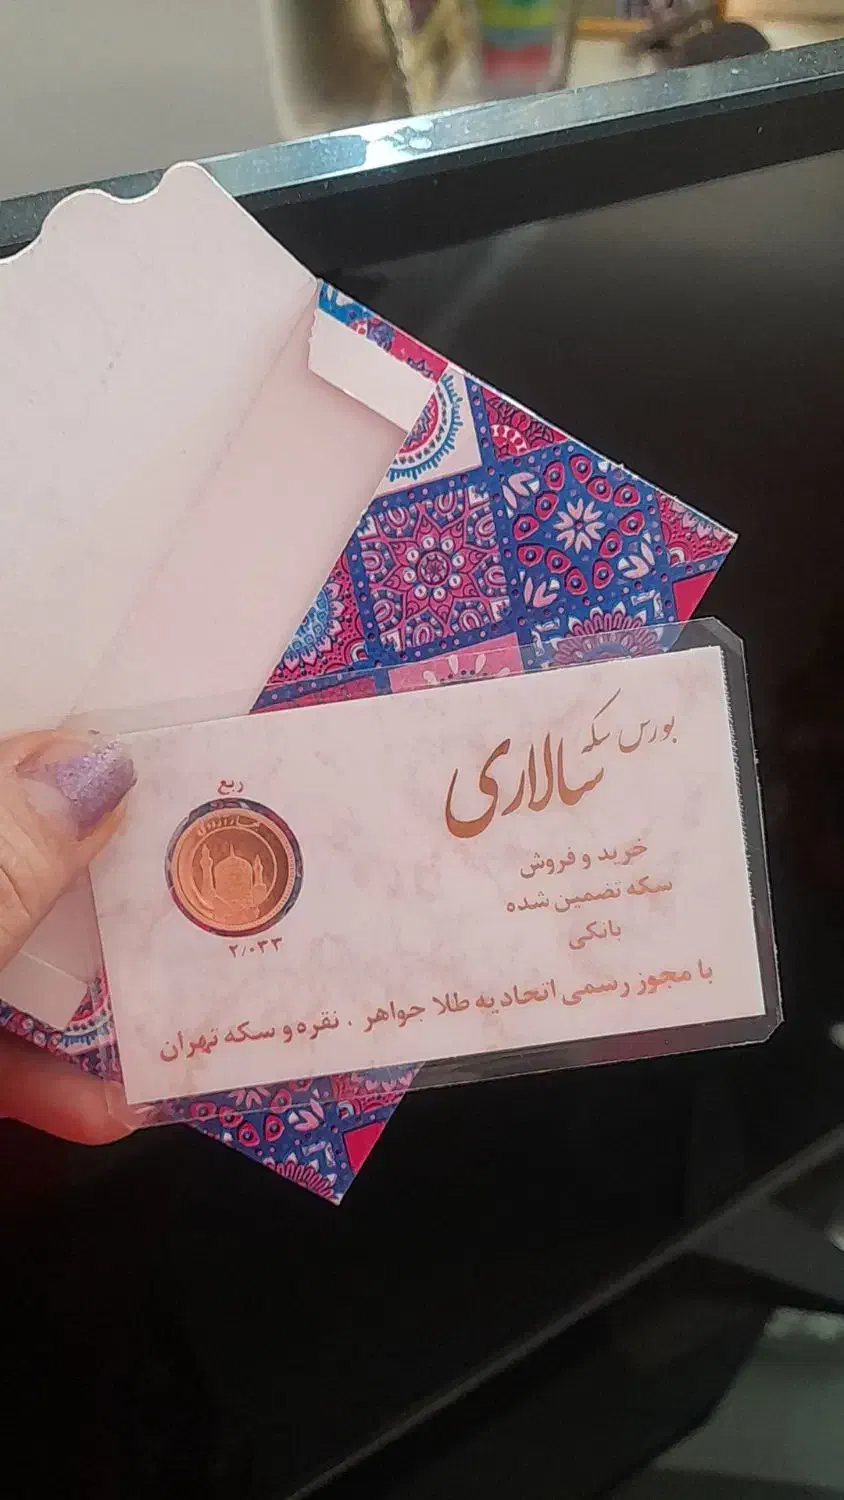 بورس سکه
سالاری
خرید و فروش
سکه تضمین شده
بانکی
ربع
۲/۰۳۳
با مجوز رسمی اتحادیه طلا جواهر ، نقره و سکه تهران